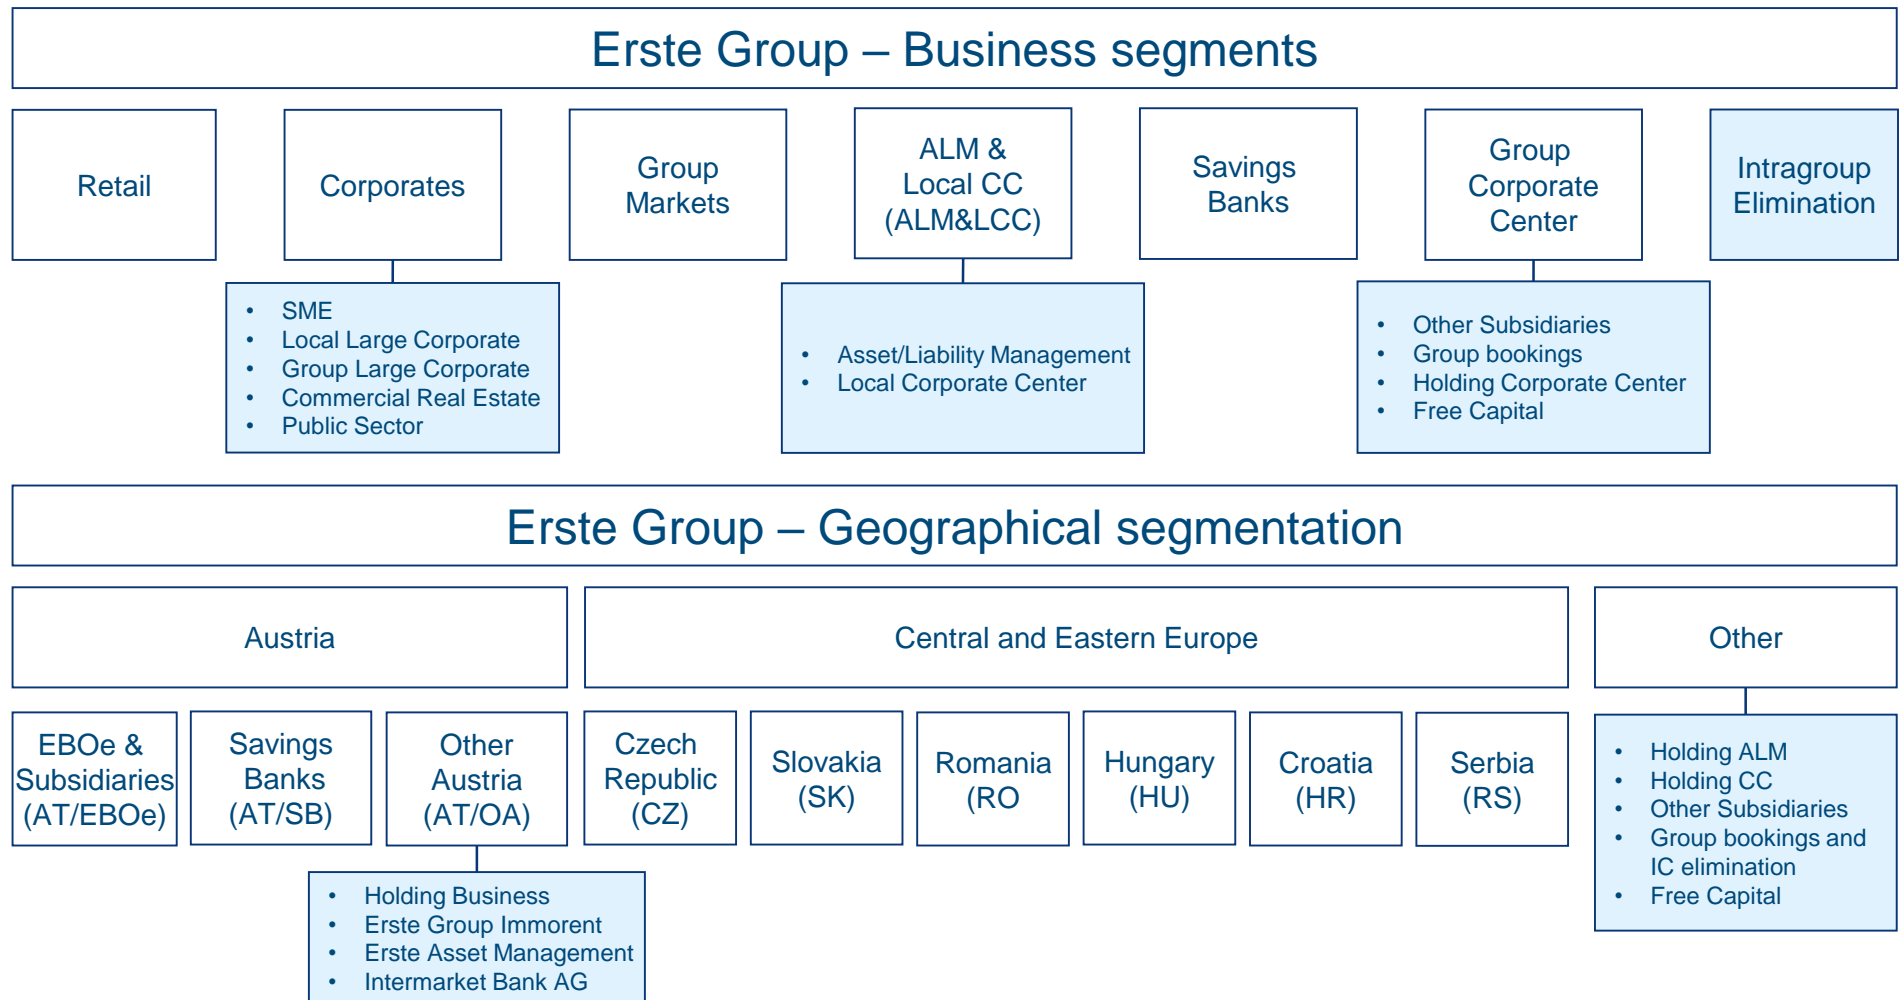 Erste Group – Business segments
Retail
Corporates
Group
Markets
ALM &
Local CC
(ALM&LCC)
Savings
Banks
Group
Corporate
Center
Intragroup
Elimination
• SME
• Local Large Corporate
• Group Large Corporate
• Commercial Real Estate
• Public Sector
• Asset/Liability Management
• Local Corporate Center
• Other Subsidiaries
• Group bookings
• Holding Corporate Center
• Free Capital
Erste Group – Geographical segmentation
Austria
Central and Eastern Europe
Other
EBOe &
Subsidiaries
(AT/EBOe)
Savings
Banks
(AT/SB)
Other
Austria
(AT/OA)
Czech
Republic
(CZ)
Slovakia
(SK)
Romania
(RO
Hungary
(HU)
Croatia
(HR)
Serbia
(RS)
• Holding ALM
• Holding CC
• Other Subsidiaries
• Group bookings and
IC elimination
• Free Capital
• Holding Business
• Erste Group Immorent
• Erste Asset Management
• Intermarket Bank AG